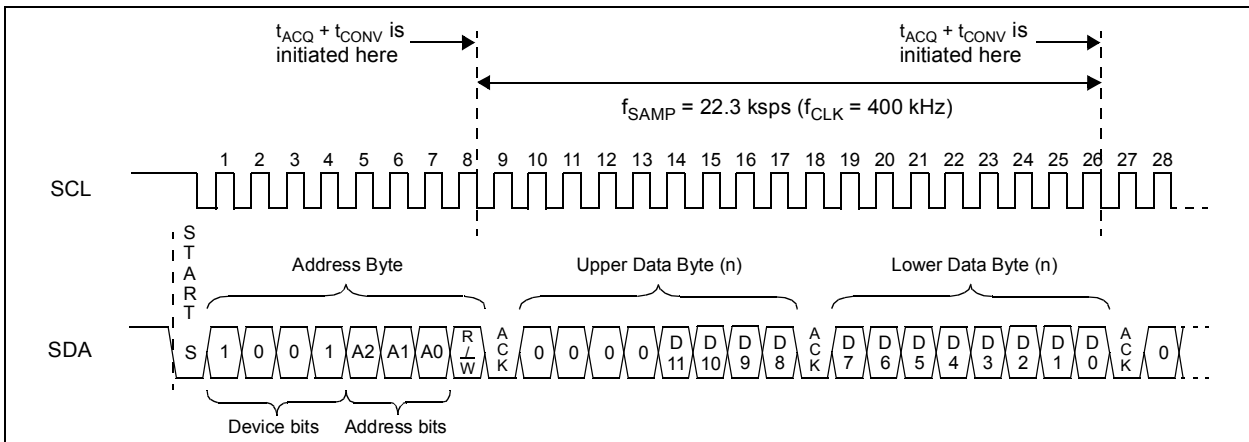 tACQ + tCONV is
initiated here
tACQ + tCONV is
initiated here
fSAMP = 22.3 ksps (fCLK = 400 kHz)
1 2 3 4 5 6 7 8 9 10 11 12 13 14 15 16 17 18 19 20 21 22 23 24 25 26 27 28
SCL
START
Address Byte
Upper Data Byte (n)
Lower Data Byte (n)
SDA
S 1 0 0 1 A2 A1 A0 R/W ACK 0 0 0 0 D11 D10 D9 D8 ACK D7 D6 D5 D4 D3 D2 D1 D0 ACK 0
Device bits
Address bits